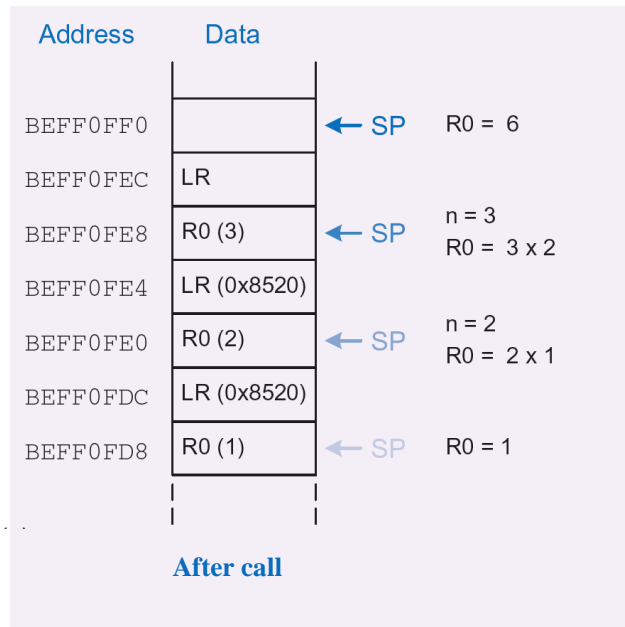 Address Data
BEFF0FF0 SP R0 = 6
BEFF0FEC LR
BEFF0FE8 R0 (3) SP n = 3
R0 = 3 x 2
BEFF0FE4 LR (0x8520)
BEFF0FE0 R0 (2) SP n = 2
R0 = 2 x 1
BEFF0FDC LR (0x8520)
BEFF0FD8 R0 (1) SP R0 = 1
After call